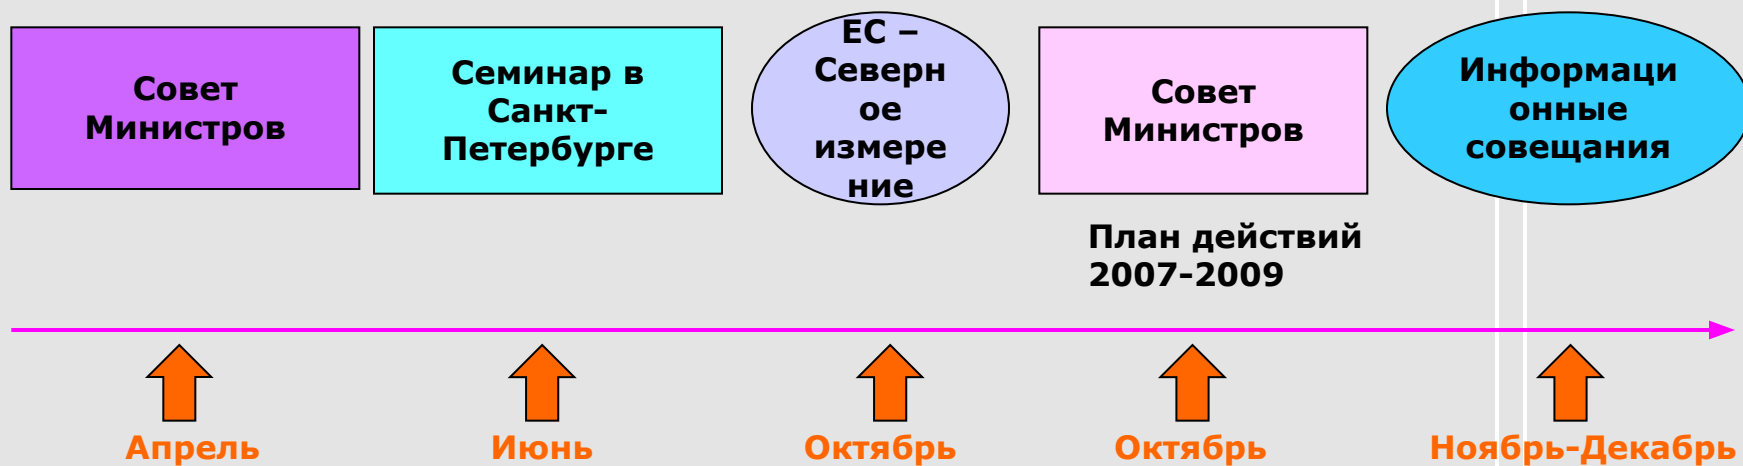 Совет
Министров
Семинар в
Санкт-
Петербурге
ЕС –
Северн
ое
измере
ние
Совет
Министров
Информаци
онные
совещания
План действий
2007-2009
Апрель
Июнь
Октябрь
Октябрь
Ноябрь-Декабрь